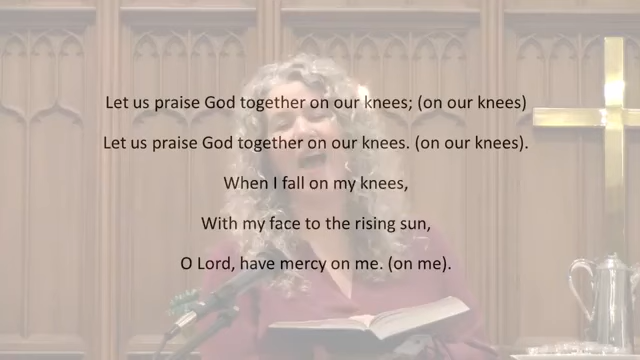 Let us praise God together on our knees; (on our knees)
Let us praise God together on our knees. (on our knees).
When I fall on my knees,
With my face to the rising sun,
O Lord, have mercy on me. (on me).